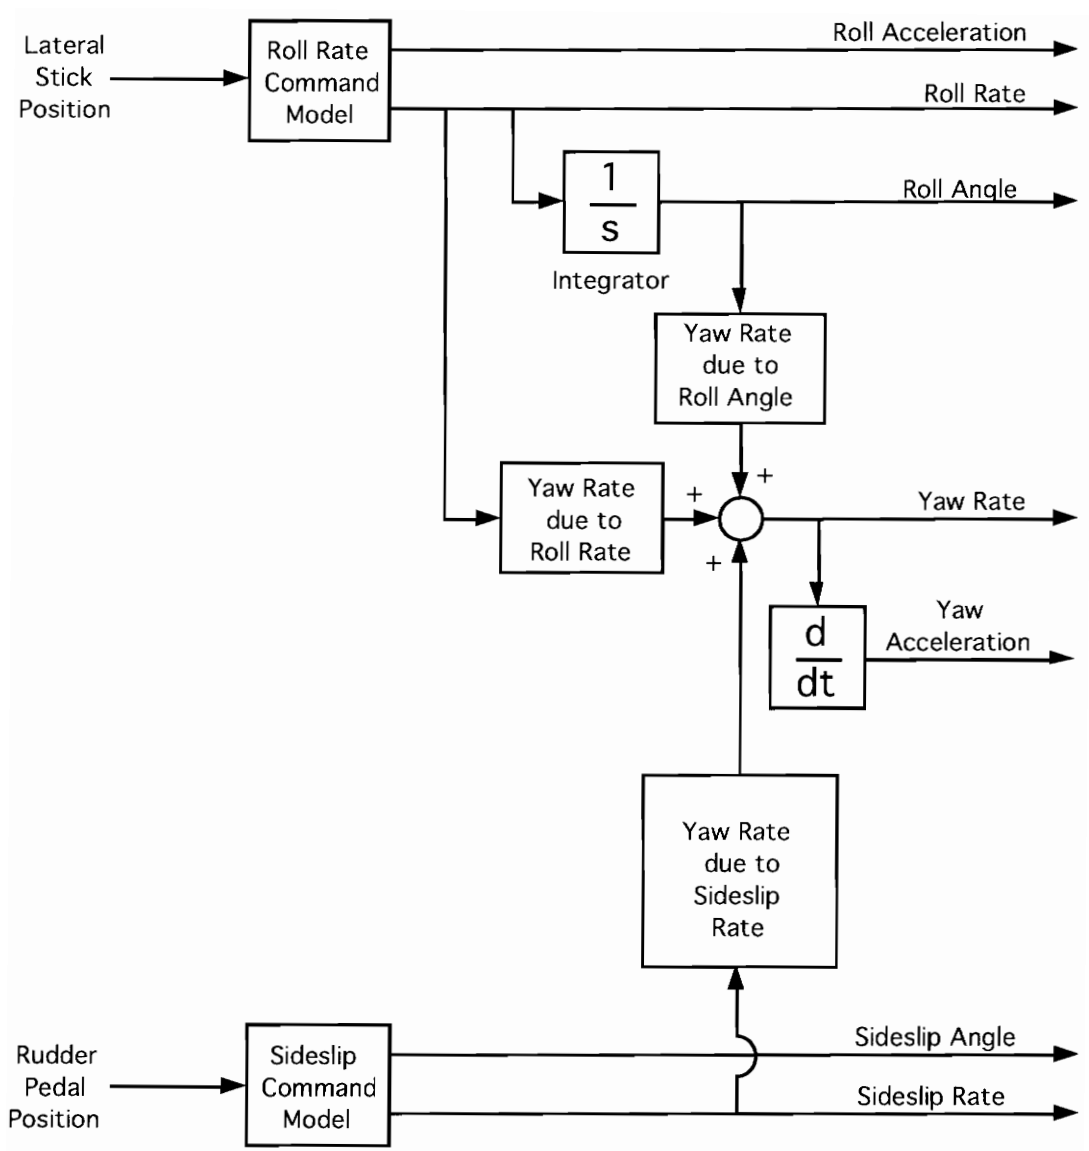 Lateral
Stick
Position
Roll Rate
Command
Model
Roll Acceleration
Roll Rate
1
s
Integrator
Roll Angle
Yaw Rate
due to
Roll Angle
Yaw Rate
due to
Roll Rate
+
+
+
Yaw Rate
d
dt
Yaw
Acceleration
Yaw Rate
due to
Sideslip
Rate
Rudder
Pedal
Position
Sideslip
Command
Model
Sideslip Angle
Sideslip Rate